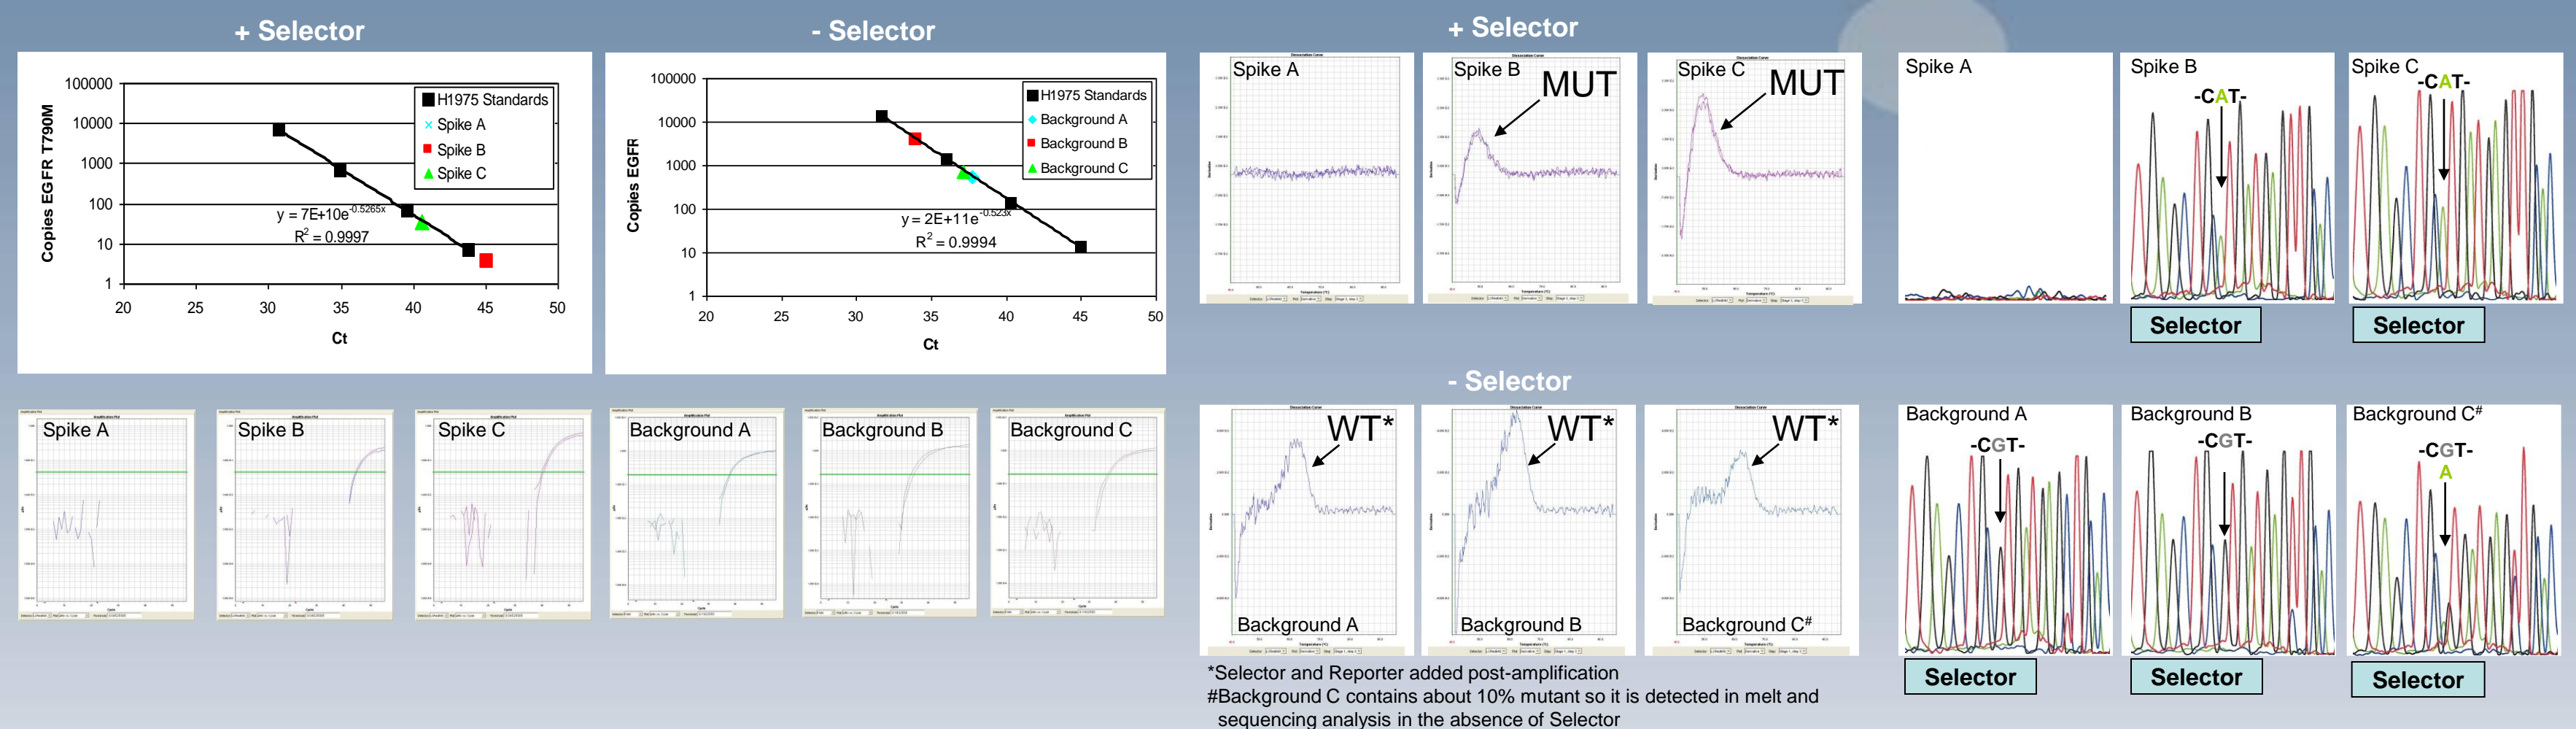 + Selector
- Selector
+ Selector
100000
10000
1000
100
10
1
20
25
30
35
40
45
50
Copies EGFR T790M
Ct
H1975 Standards
Spike A
Spike B
Spike C
y = 7E+10e-0.5265x
R2 = 0.9997
100000
10000
1000
100
10
1
20
25
30
35
40
45
50
Copies EGFR
Ct
H1975 Standards
Background A
Background B
Background C
y = 2E+11e-0.523x
R2 = 0.9994
Spike A
Spike B
MUT
Spike C
MUT
Spike A
Spike B
-CAT-
Spike C
-CAT-
Selector
Selector
Spike A
Spike B
Spike C
Background A
Background B
Background C
- Selector
WT*
Background A
WT*
Background B
WT*
Background C#
Background A
-CGT-
Background B
-CGT-
Background C#
-CGT-
A
Selector
Selector
Selector
*Selector and Reporter added post-amplification
#Background C contains about 10% mutant so it is detected in melt and
sequencing analysis in the absence of Selector